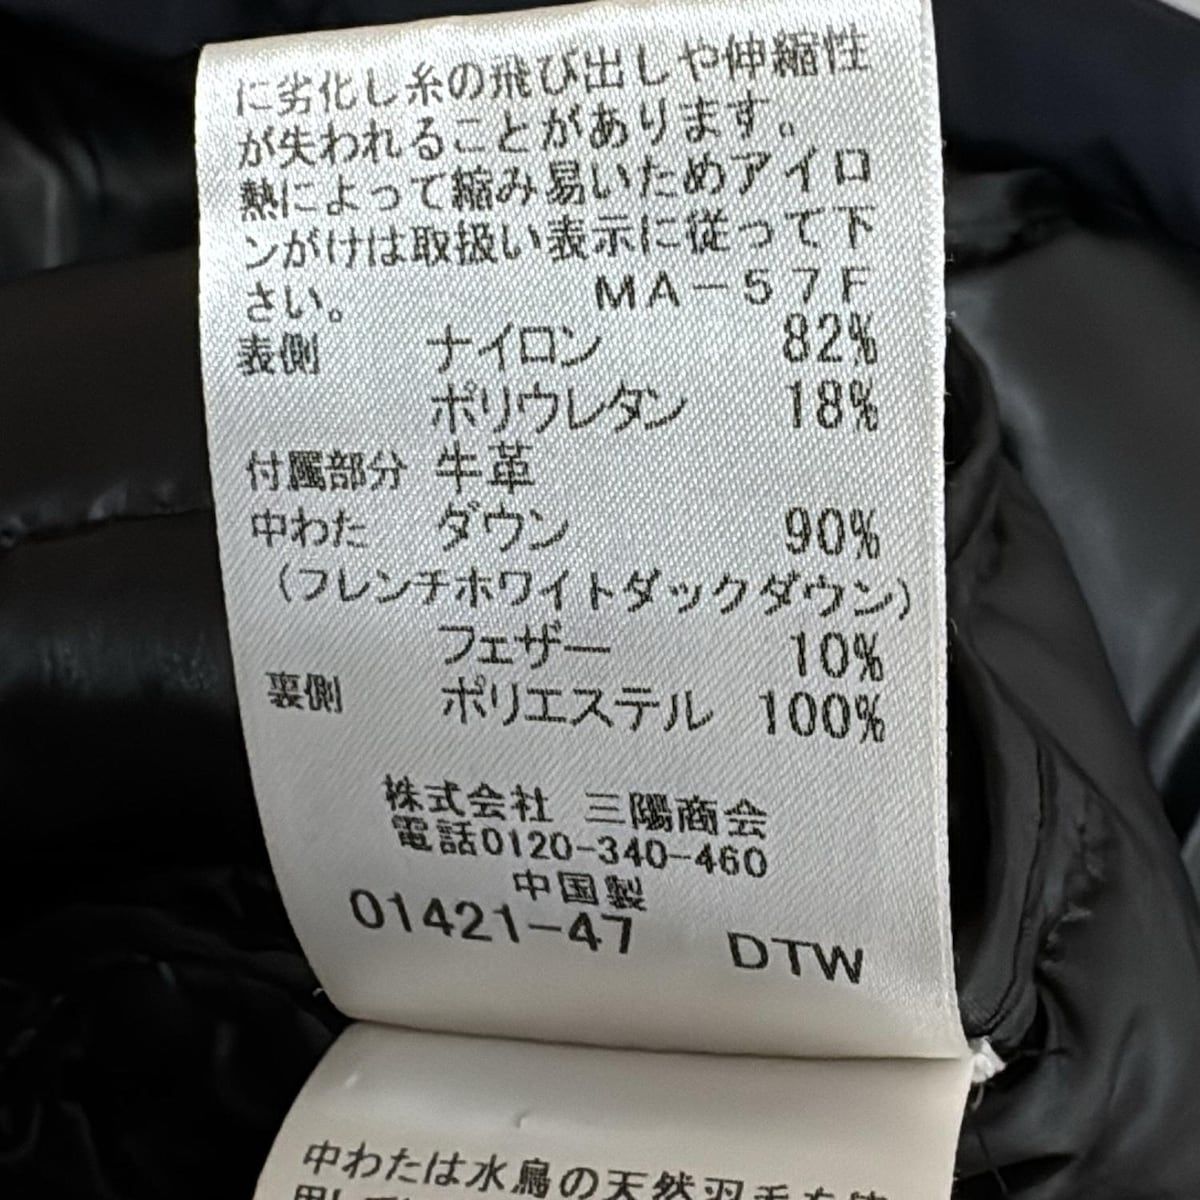 に劣化し糸の飛び出しや伸縮性
が失われることがあります。
熱によって縮み易いためアイロ
ンがけは取扱い表示に従って下
さい。 MA-57F
表側 ナイロン 82%
ポリウレタン 18%
付属部分 牛革
中わた ダウン 90%
(フレンチホワイトダックダウン)
フェザー 10%
裏側 ポリエステル 100%
株式会社 三陽商会
電話0120-340-460
中国製
01421-47 DTW
中わたは水鳥の天然羽毛を